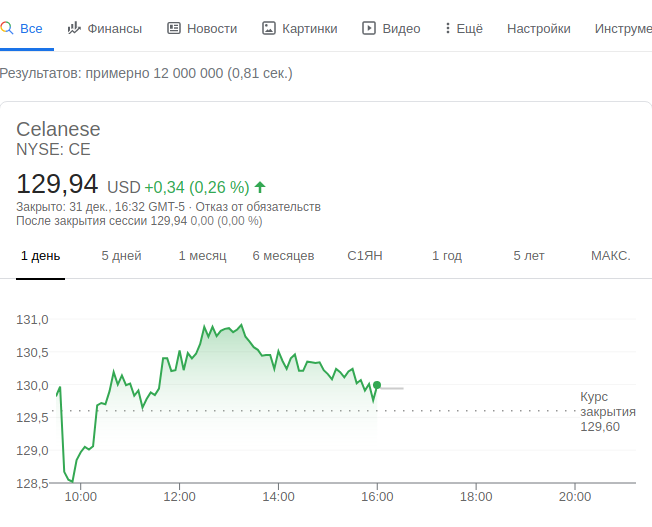 Все Финансы Новости Картинки Видео Ещё Настройки Инструме
Результатов: примерно 12 000 000 (0,81 сек.)
Celanese
NYSE: CE
129,94 USD +0,34 (0,26 %)
Закрыто: 31 дек., 16:32 GMT-5 · Отказ от обязательств
После закрытия сессии 129,94 0,00 (0,00 %)
1 день 5 дней 1 месяц 6 месяцев С1ЯН 1 год 5 лет МАКС.
131,0
130,5
130,0
129,5
129,0
128,5
Курс
закрытия
129,60
10:00 12:00 14:00 16:00 18:00 20:00